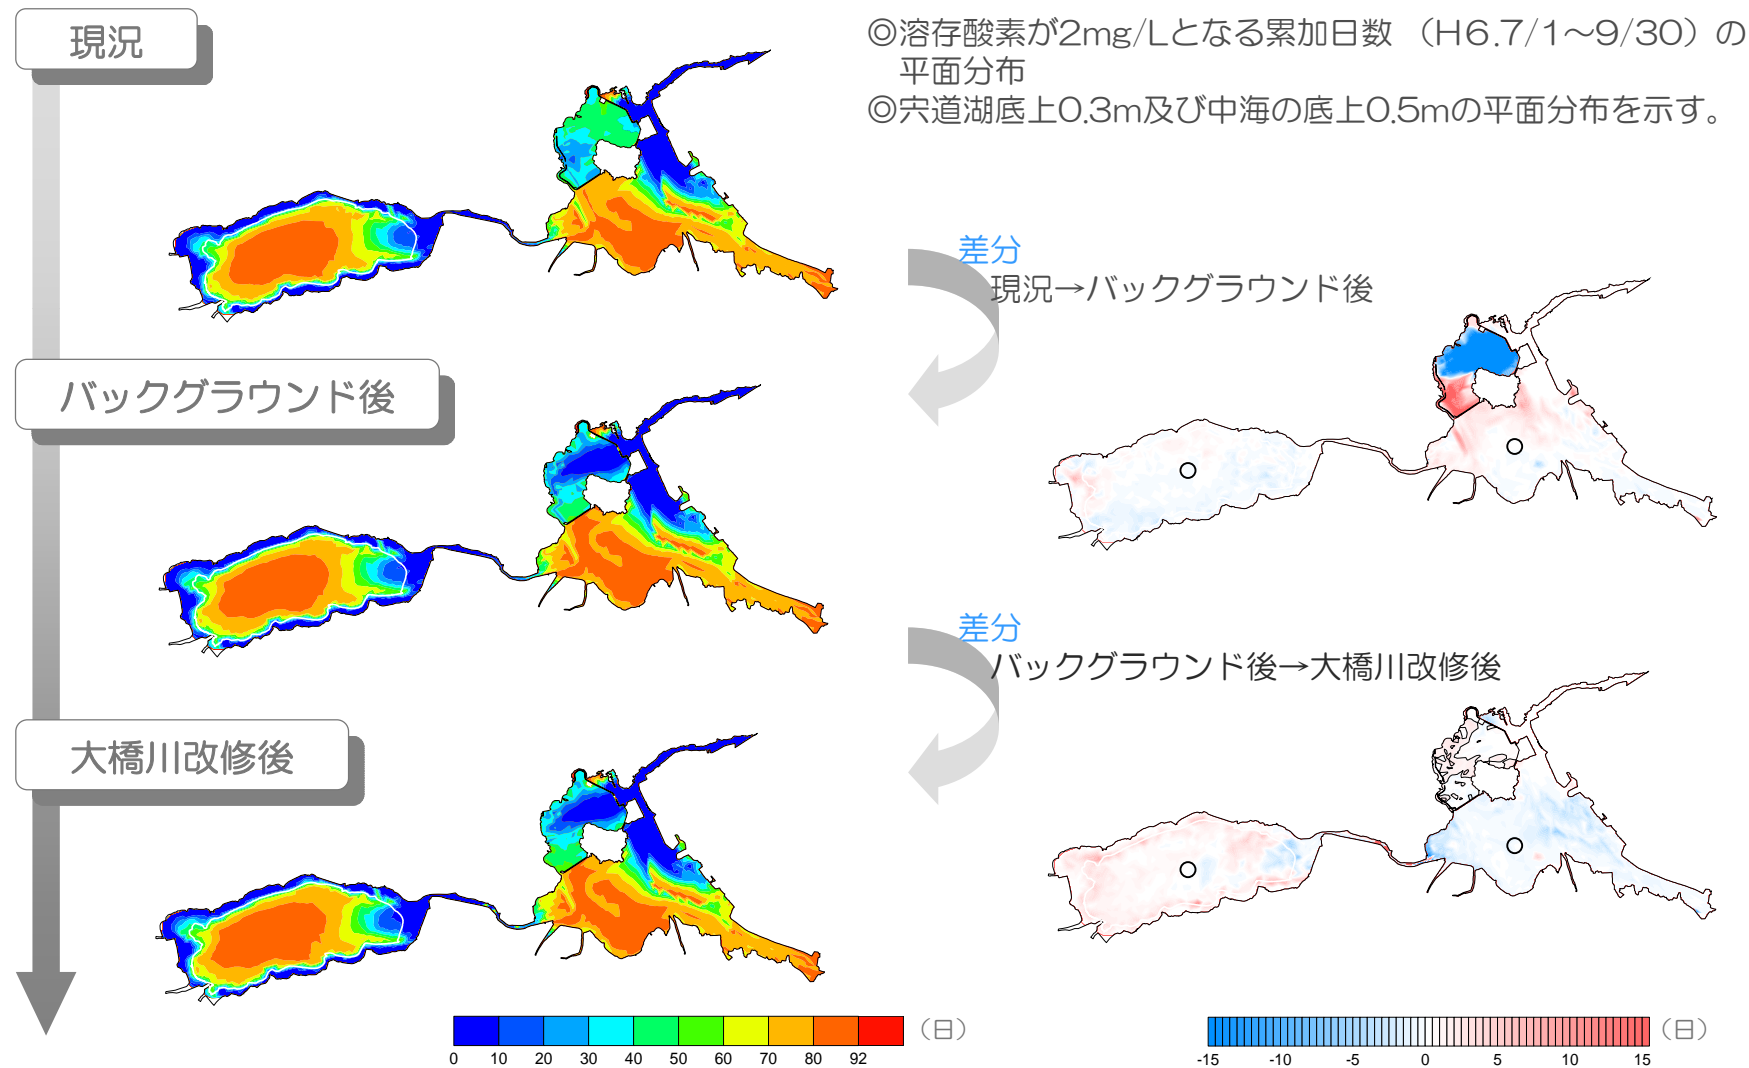 現況
◎溶存酸素が2mg/Lとなる累加日数 （H6.7/1～9/30）の
平面分布
◎宍道湖底上0.3m及び中海の底上0.5mの平面分布を示す。
差分
現況→バックグラウンド後
バックグラウンド後
差分
バックグラウンド後→大橋川改修後
大橋川改修後
0 10 20 30 40 50 60 70 80 92 （日）
-15 -10 -5 0 5 10 15 （日）